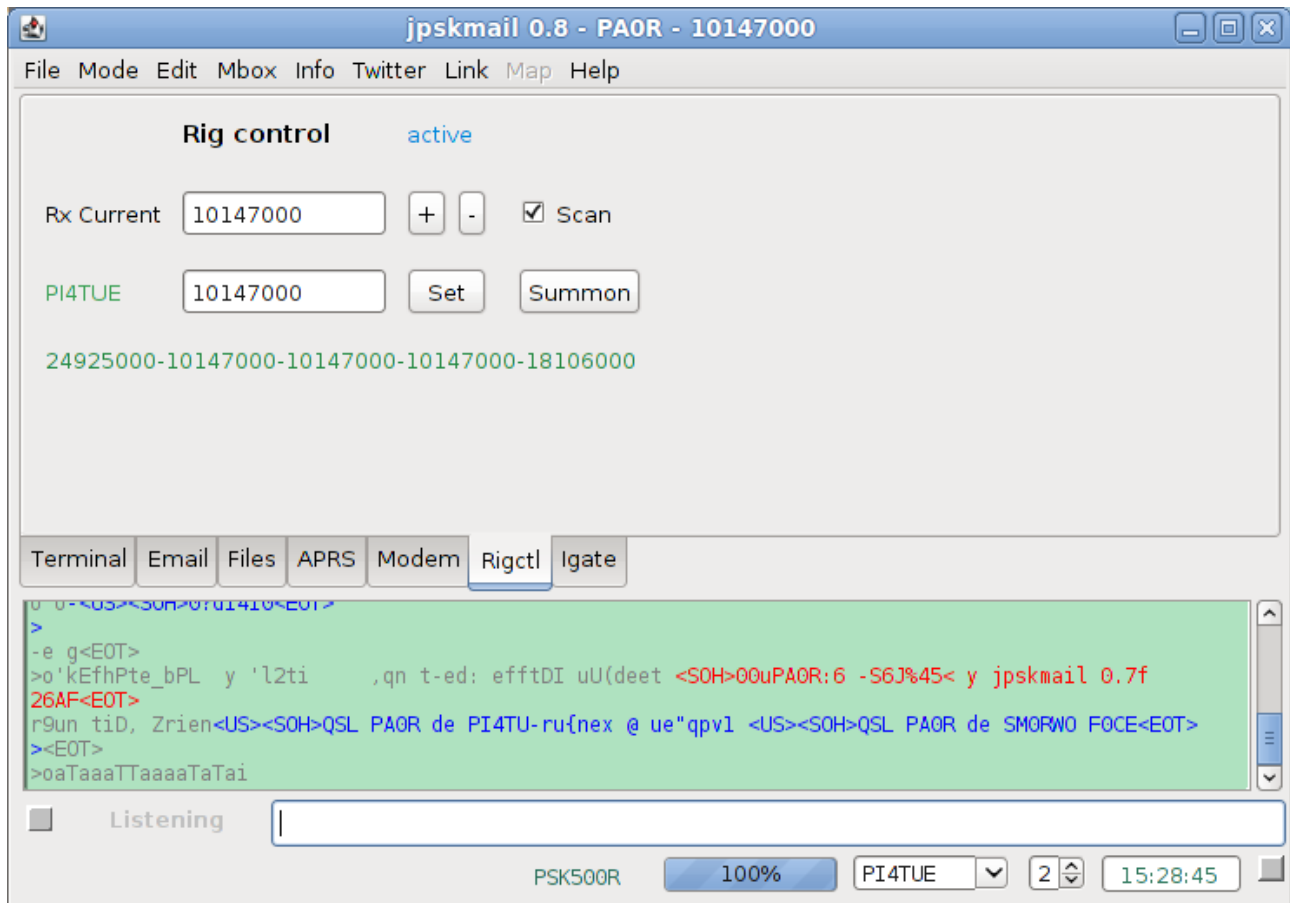 jpskmail 0.8 - PA0R - 10147000
File Mode Edit Mbox Info Twitter Link Map Help
Rig control active
Rx Current 10147000 + - Scan
PI4TUE 10147000 Set Summon
24925000-10147000-10147000-10147000-18106000
Terminal Email Files APRS Modem Rigctl Igate
>
-e g<EOT>
>o'kEfhPte_bPL y 'l2ti ,qn t-ed: efftDI uU(deet <SOH>00uPA0R:6 -S6J%45< y jpskmail 0.7f
26AF<EOT>
r9un tiD, Zrien<US><SOH>QSL PA0R de PI4TU-ru{nex @ ue"qpvl <US><SOH>QSL PA0R de SM0RWO F0CE<EOT>
><EOT>
>oaTaaaTTaaaaTaTai
Listening
PSK500R 100% PI4TUE 2 15:28:45